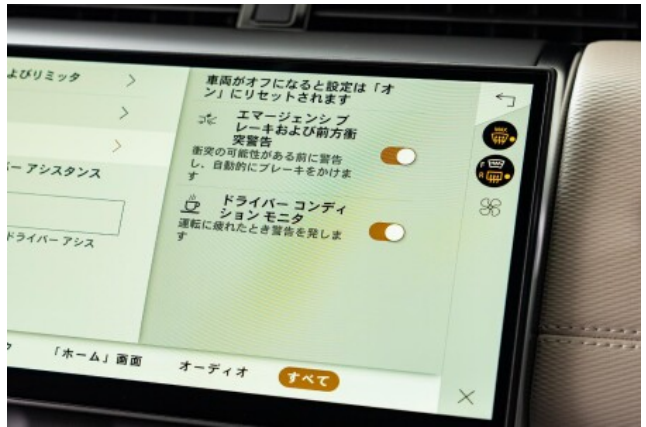 よびリミッタ
ー アシスタンス
ドライバー アシス
車両がオフになると設定は「オ
ン」にリセットされます
エマージェンシ ブ
レーキおよび前方衝
突警告
衝突の可能性がある前に警告
し、自動的にブレーキをかけま
す
ドライバー コンディ
ション モニタ
運転に疲れたとき警告を発しま
す
MAX
F
R
「ホーム」画面
オーディオ
すべて